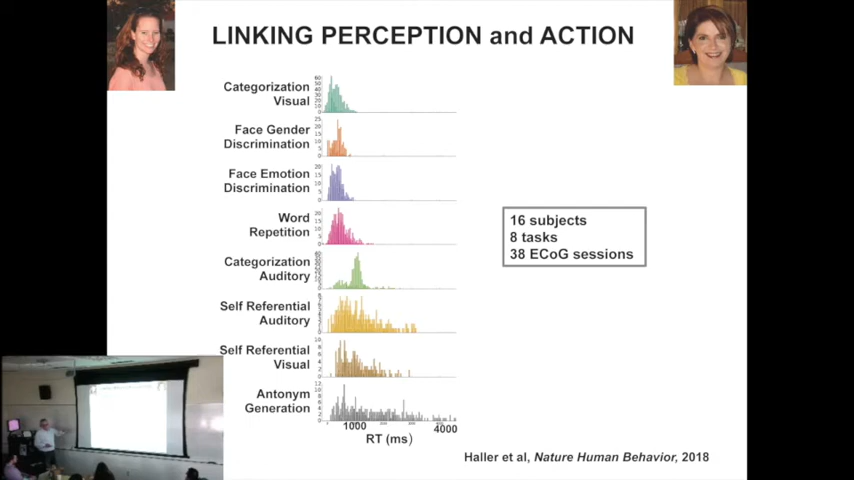 LINKING PERCEPTION and ACTION
Categorization
Visual
Face Gender
Discrimination
Face Emotion
Discrimination
Word
Repetition
Categorization
Auditory
Self Referential
Auditory
Self Referential
Visual
Antonym
Generation
1000 4000
RT (ms)
16 subjects
8 tasks
38 ECoG sessions
Haller et al, Nature Human Behavior, 2018